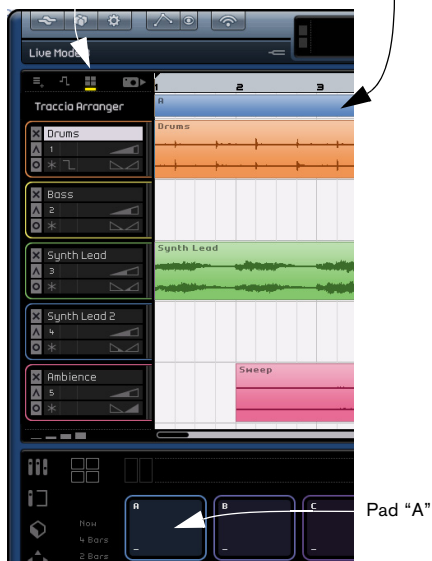 Live Mode
1 2 3
Traccia Arranger
A
Drums
1
Drums
Bass
2
Synth Lead
3
Synth Lead
Synth Lead 2
4
Ambience
5
Sweep
A B C
Pad “A”
Now
4 Bars
2 Bars